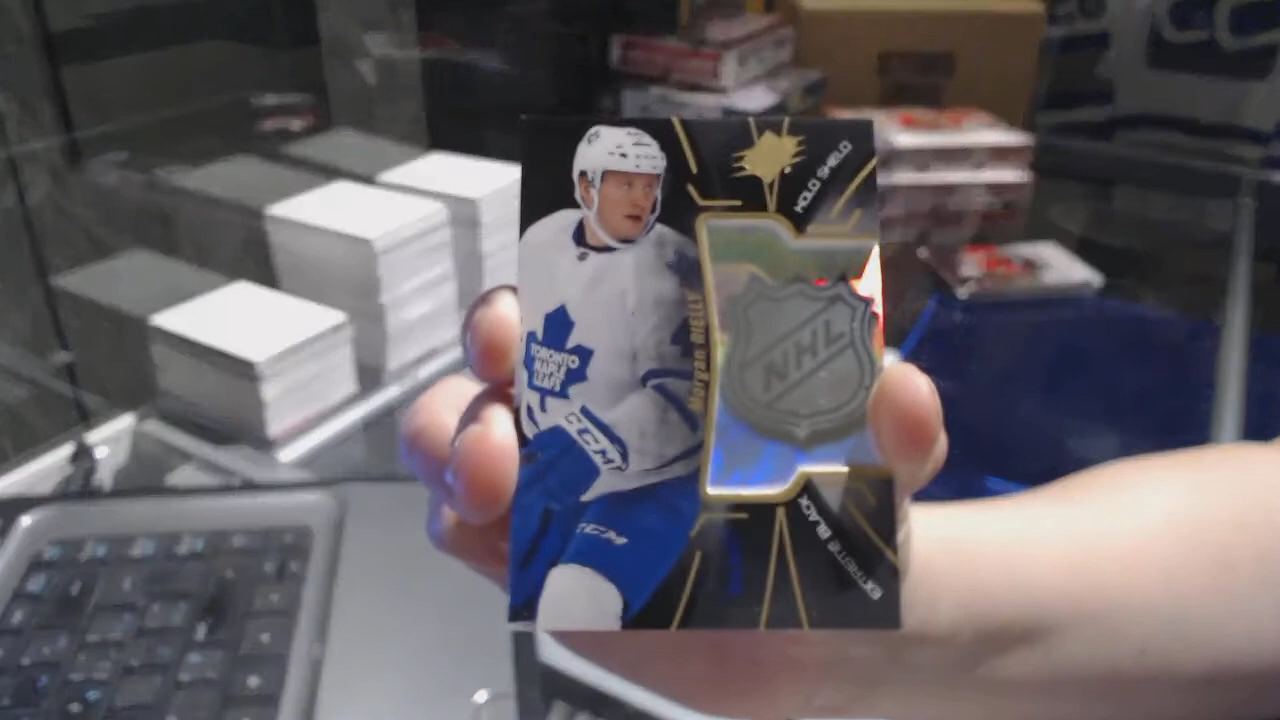 HOLO SHIELD
NHL
Morgan RIELLY
TORONTO
MAPLE
LEAFS
CCM
CCM
EXTREME BLACK